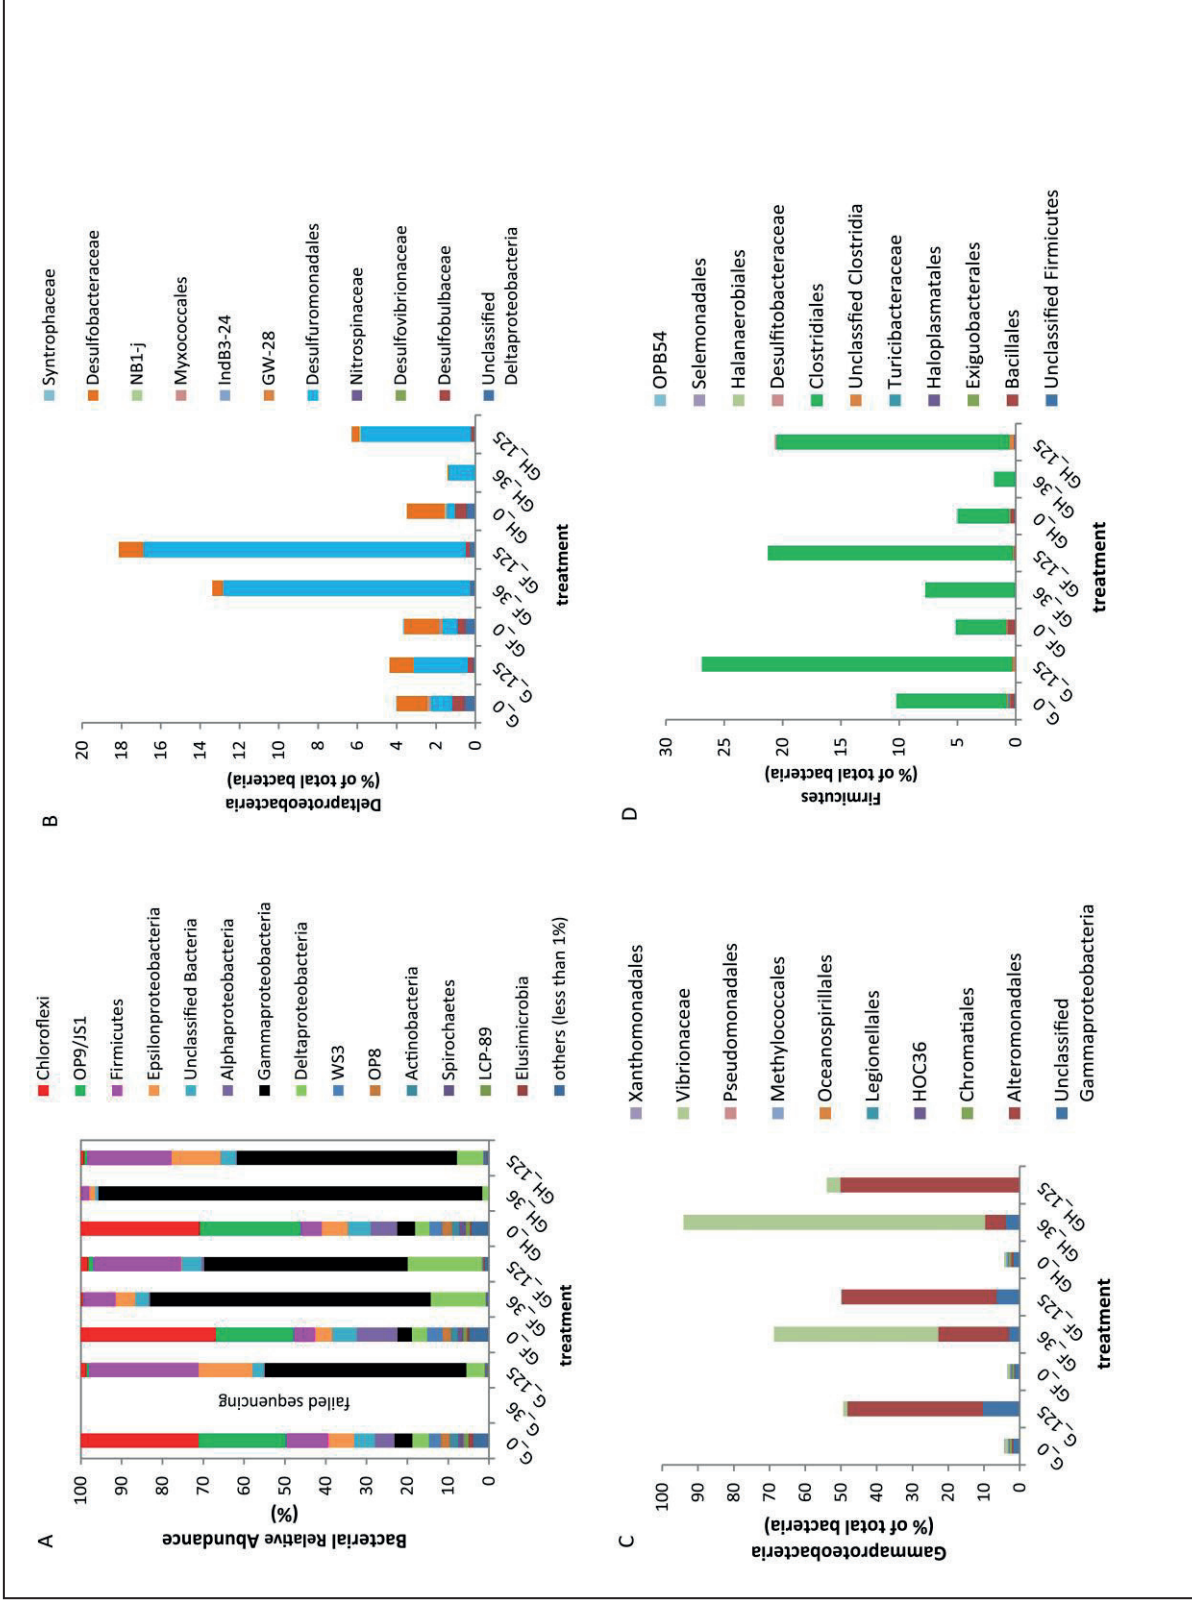 A
Bacterial Relative Abundance
(%)
100
90
80
70
60
50
40
30
20
10
0
failed sequencing
G_0
G_36
G_125
GF_0
GF_36
GF_125
GH_0
GH_36
GH_125
treatment
Chloroflexi
OP9/JS1
Firmicutes
Epsilonproteobacteria
Unclassified Bacteria
Alphaproteobacteria
Gammaproteobacteria
Deltaproteobacteria
WS3
OP8
Actinobacteria
Spirochaetes
LCP-89
Elusimicrobia
others (less than 1%)
B
Deltaproteobacteria
(% of total bacteria)
20
18
16
14
12
10
8
6
4
2
0
G_0
G_125
GF_0
GF_36
GF_125
GH_0
GH_36
GH_125
treatment
Syntrophaceae
Desulfobacteraceae
NB1-j
Myxococcales
IndB3-24
GW-28
Desulfuromonadales
Nitrospinaceae
Desulfovibrionaceae
Desulfobulbaceae
Unclassified
Deltaproteobacteria
C
Gammaproteobacteria
(% of total bacteria)
100
90
80
70
60
50
40
30
20
10
0
G_0
G_125
GF_0
GF_36
GF_125
GH_0
GH_36
GH_125
treatment
Xanthomonadales
Vibrionaceae
Pseudomonadales
Methylococcales
Oceanospirillales
Legionellales
HOC36
Chromatiales
Alteromonadales
Unclassified
Gammaproteobacteria
D
Firmicutes
(% of total bacteria)
30
25
20
15
10
5
0
G_0
G_125
GF_0
GF_36
GF_125
GH_0
GH_36
GH_125
treatment
OPB54
Selemonadales
Halanaerobiales
Desulfitobacteraceae
Clostridiales
Unclassfied Clostridia
Turicibacteraceae
Haloplasmatales
Exiguobacterales
Bacillales
Unclassified Firmicutes